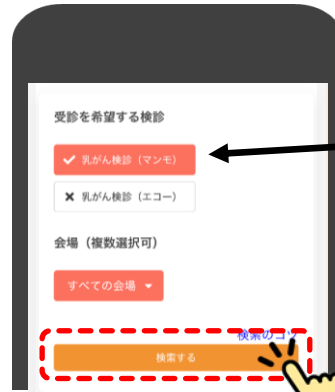 受診を希望する検診
乳がん検診（マンモ）
乳がん検診（エコー）
会場（複数選択可）
すべての会場
検索のコツ
検索する